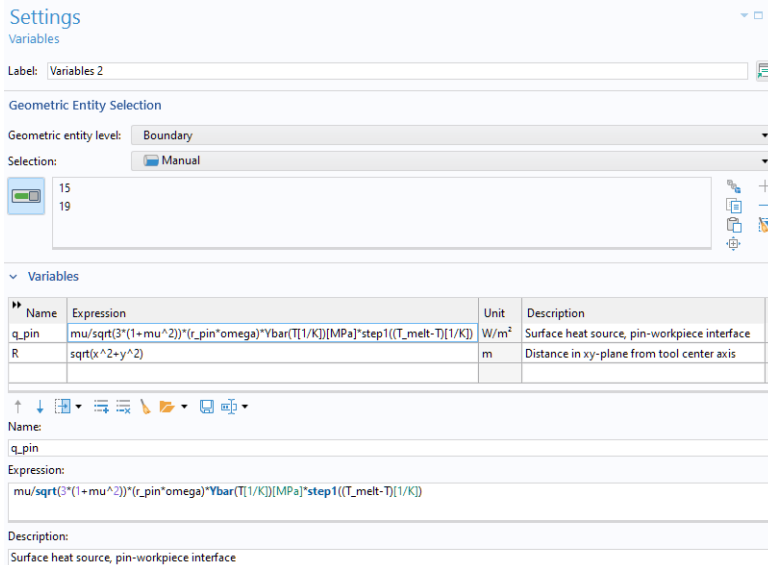 Settings
Variables
Label: Variables 2
Geometric Entity Selection
Geometric entity level: Boundary
Selection: Manual
15
19
Variables
Name Expression Unit Description
q_pin mu/sqrt(3*(1+mu^2))*(r_pin*omega)*Ybar(T[1/K])[MPa]*step1((T_melt-T)[1/K]) W/m² Surface heat source, pin-workpiece interface
R sqrt(x^2+y^2) m Distance in xy-plane from tool center axis
Name:
q_pin
Expression:
mu/sqrt(3*(1+mu^2))*(r_pin*omega)*Ybar(T[1/K])[MPa]*step1((T_melt-T)[1/K])
Description:
Surface heat source, pin-workpiece interface